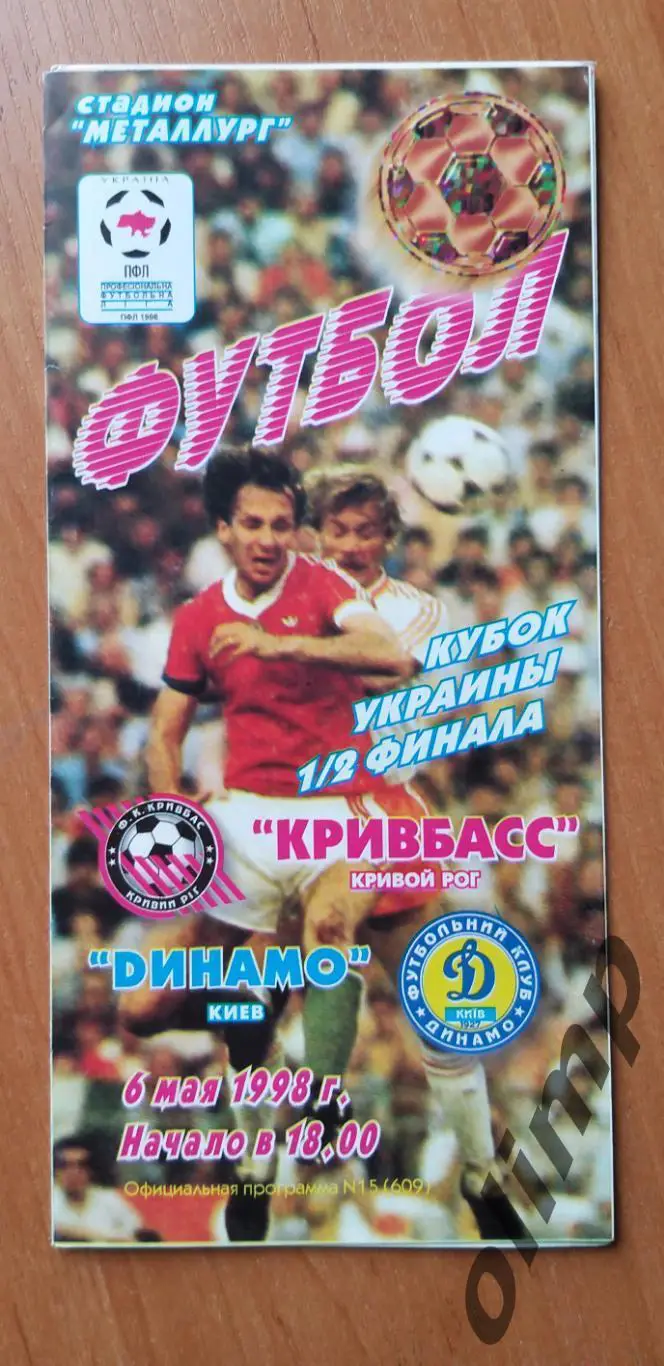 стадион
"МЕТАЛЛУРГ"
УКРАЇНА
ПФЛ
ПРОФЕСІОНАЛЬНА
ФУТБОЛЬНА
ЛІГА
ПФЛ 1996
ФУТБОЛ
КУБОК
УКРАИНЫ
1/2 ФИНАЛА
Ф.К. КРИВБАС
КРИВИЙ РІГ
"КРИВБАСС"
КРИВОЙ РОГ
"DИНАМО"
КИЕВ
ФУТБОЛЬНИЙ КЛУБ
Д
КИЇВ
1927
ДИНАМО
6 мая 1998 г.
Начало в 18.00
Официальная программа N15 (609)
olimp